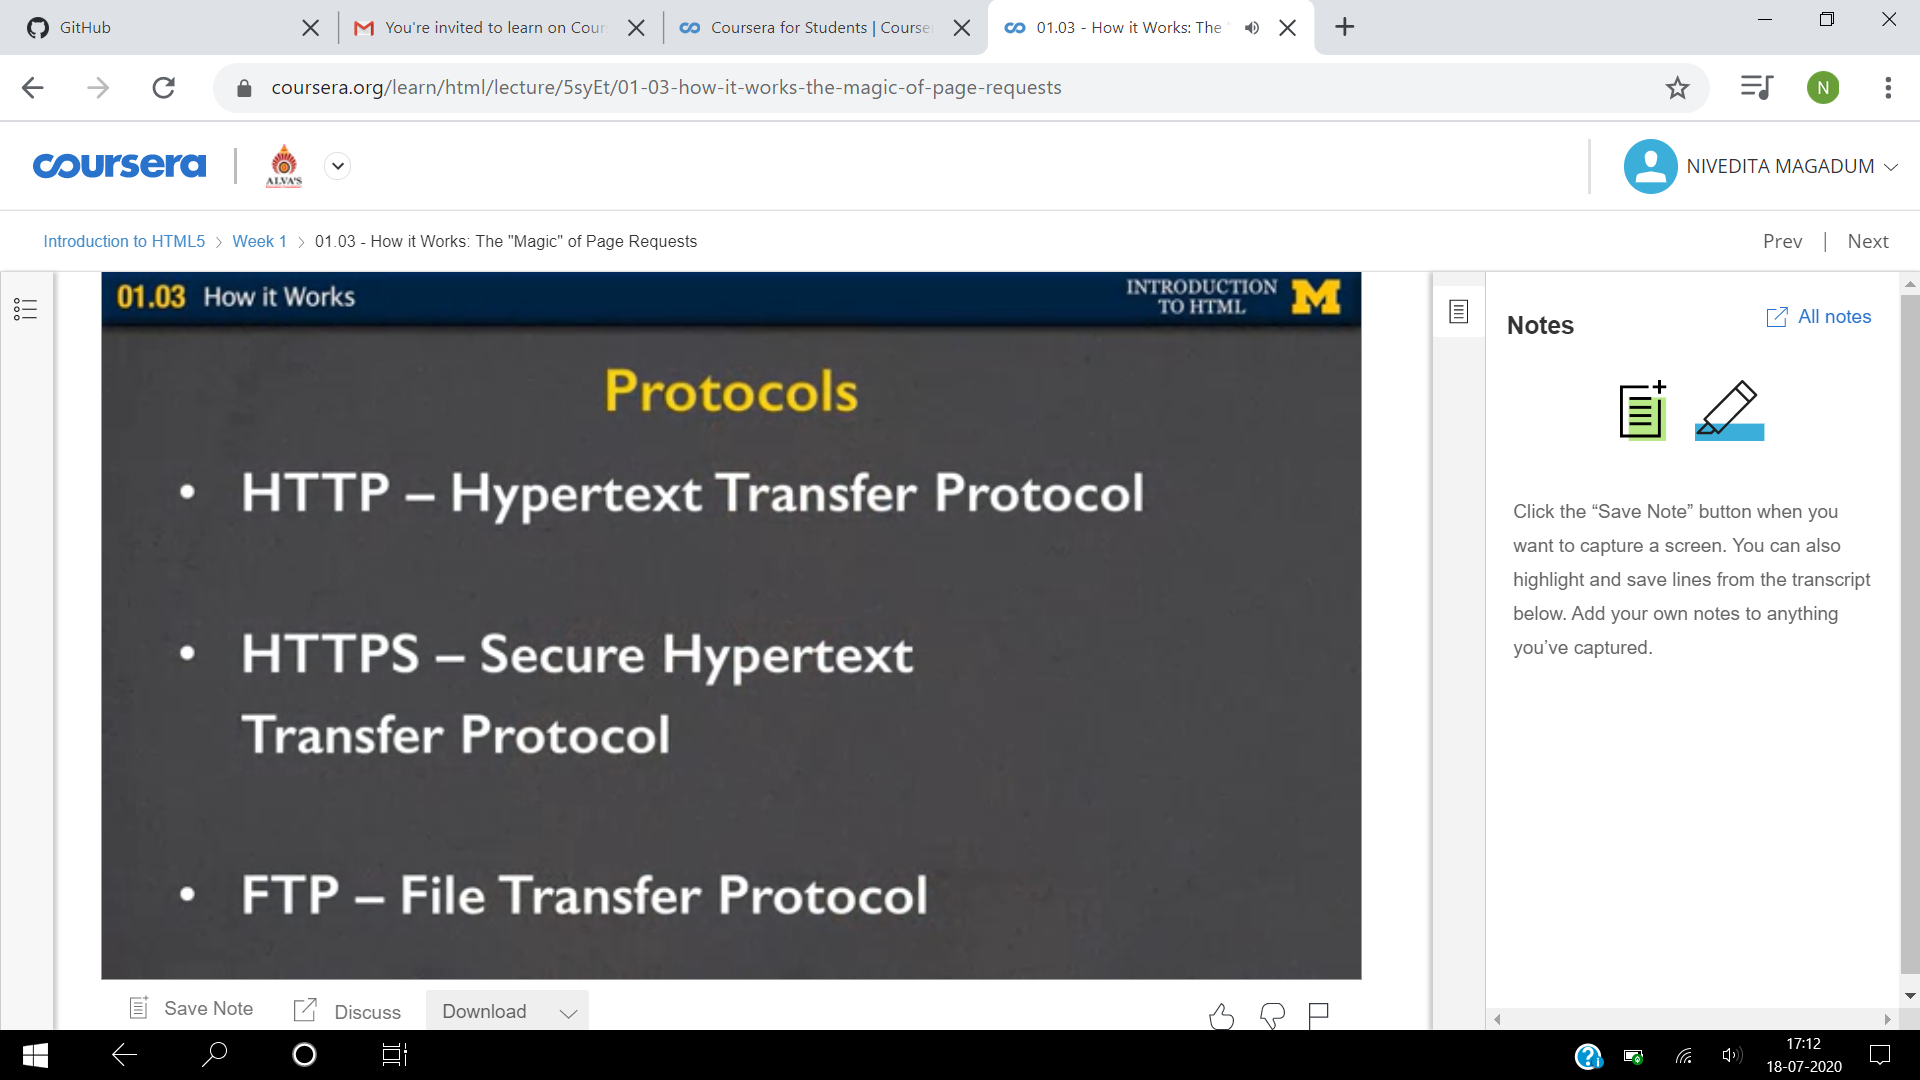 GitHub
You're invited to learn on Cour
Coursera for Students | Course
01.03 - How it Works: The "
coursera.org/learn/html/lecture/5syEt/01-03-how-it-works-the-magic-of-page-requests
N
coursera
ALVA'S
NIVEDITA MAGADUM
Introduction to HTML5 > Week 1 > 01.03 - How it Works: The "Magic" of Page Requests
Prev | Next
01.03 How it Works
INTRODUCTION
TO HTML
M
Protocols
• HTTP – Hypertext Transfer Protocol
• HTTPS – Secure Hypertext
Transfer Protocol
• FTP – File Transfer Protocol
Notes
All notes
Click the “Save Note” button when you
want to capture a screen. You can also
highlight and save lines from the transcript
below. Add your own notes to anything
you’ve captured.
Save Note
Discuss
Download
17:12
18-07-2020